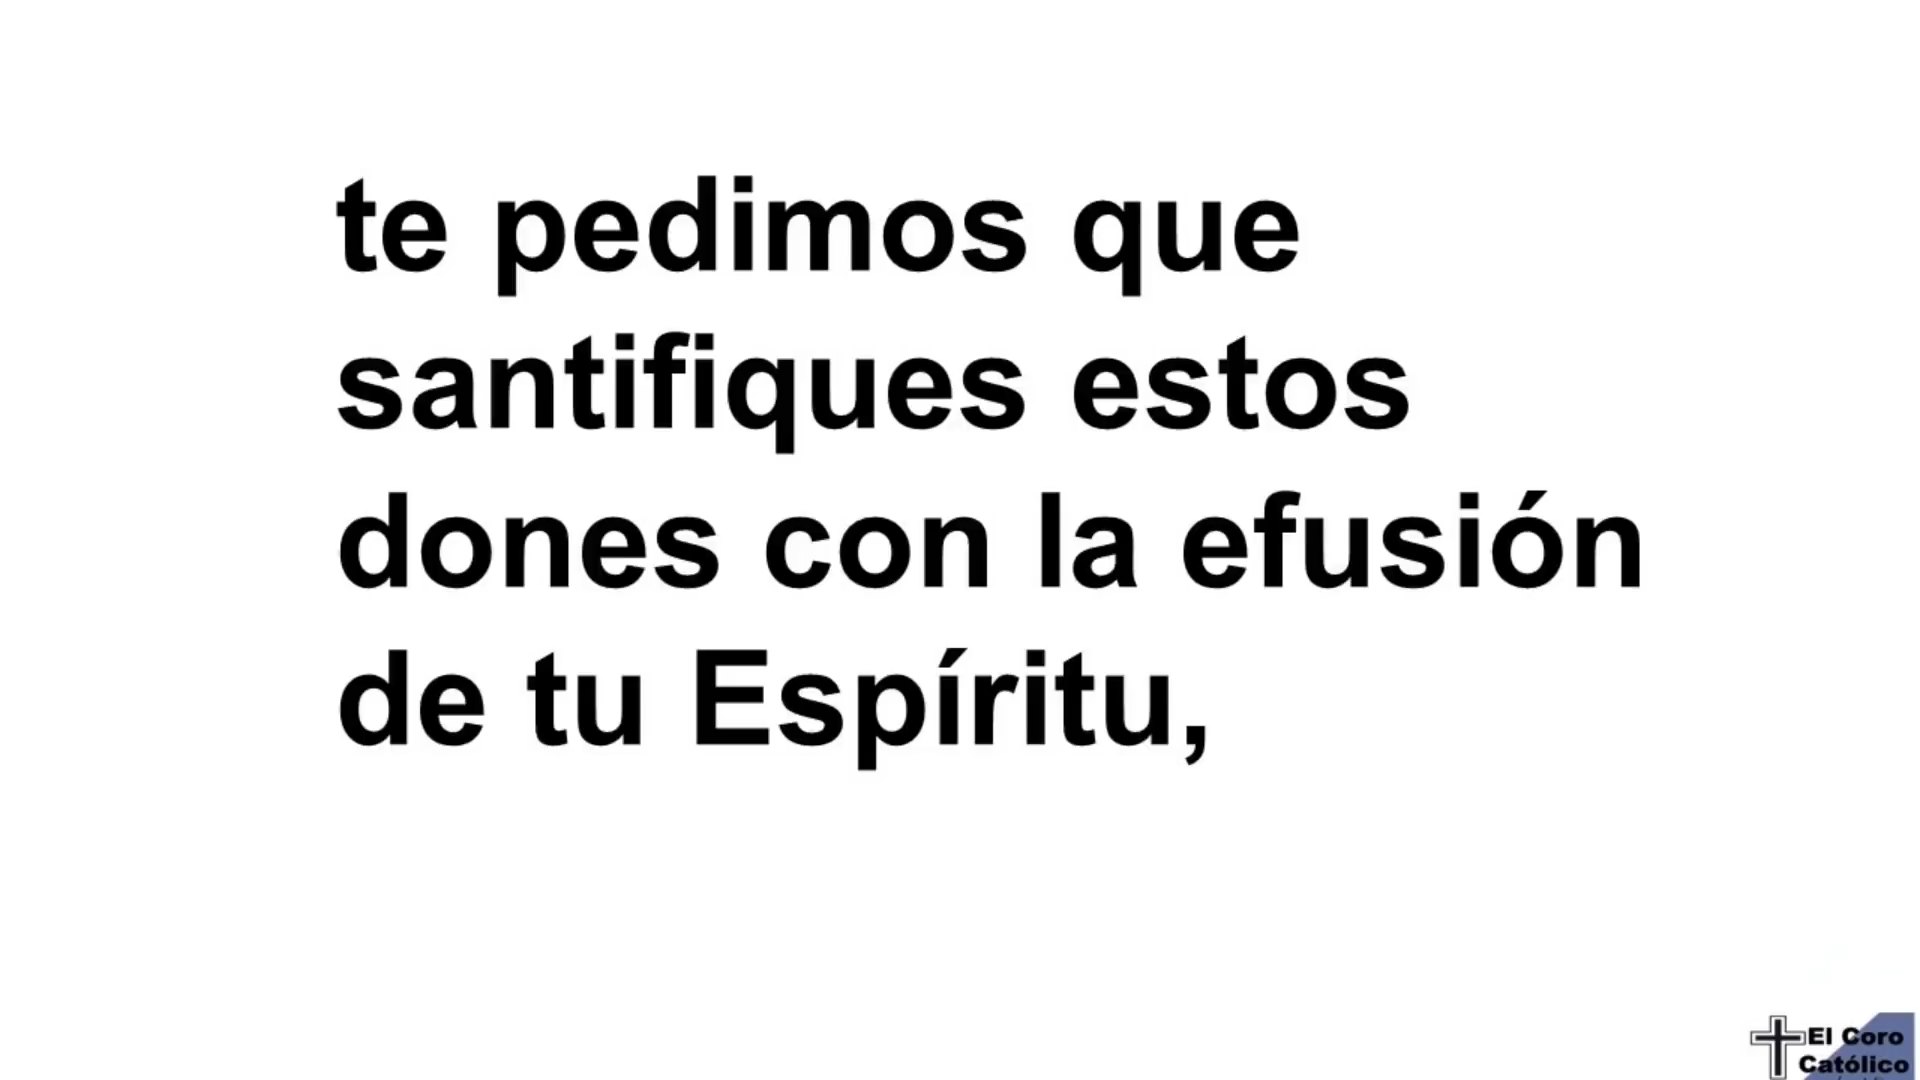 te pedimos que
santifiques estos
dones con la efusión
de tu Espíritu,
El Coro
Católico